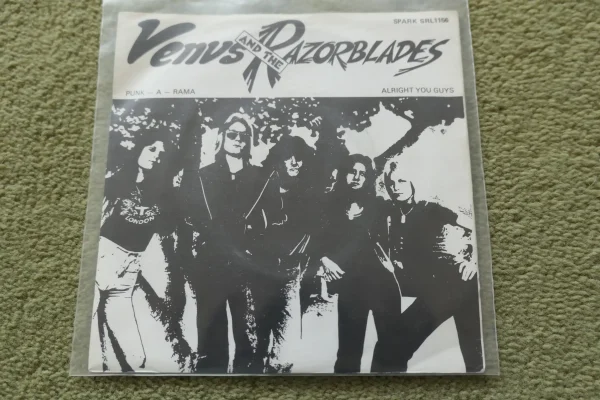 SPARK SRL1156
Venus AND THE RAZORBLADES
PUNK — A — RAMA
ALRIGHT YOU GUYS
LONDON